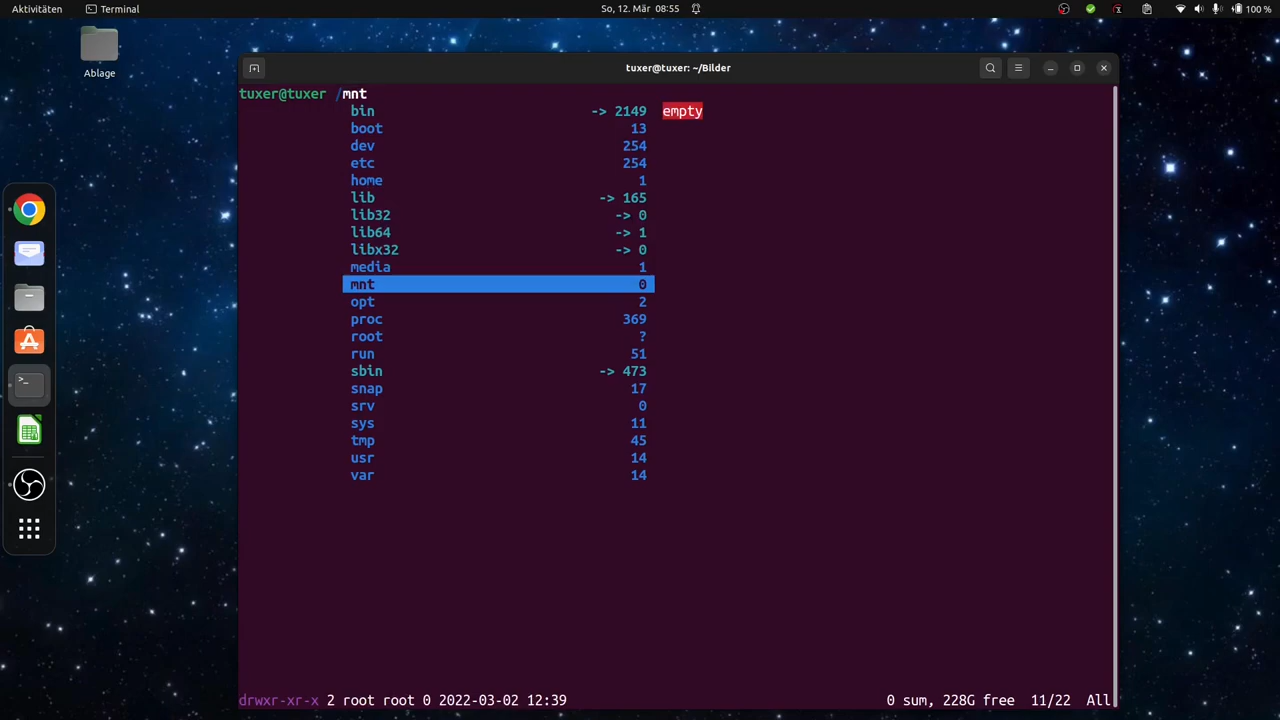 Aktivitäten Terminal So, 12. Mär 08:55 100 %
Ablage
tuxer@tuxer: ~/Bilder
tuxer@tuxer /mnt
bin -> 2149 empty
boot 13
dev 254
etc 254
home 1
lib -> 165
lib32 -> 0
lib64 -> 1
libx32 -> 0
media 1
mnt 0
opt 2
proc 369
root ?
run 51
sbin -> 473
snap 17
srv 0
sys 11
tmp 45
usr 14
var 14
drwxr-xr-x 2 root root 0 2022-03-02 12:39 0 sum, 228G free 11/22 All